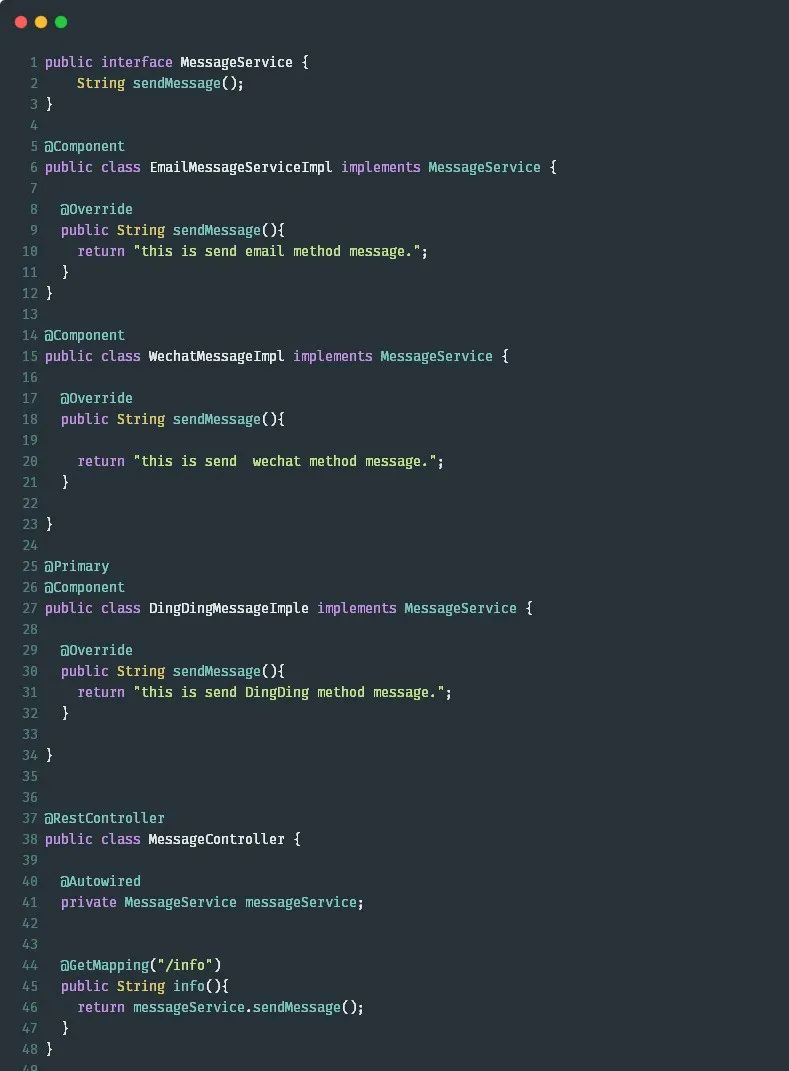 1 public interface MessageService {
2     String sendMessage();
3 }
4
5 @Component
6 public class EmailMessageServiceImpl implements MessageService {
7
8   @Override
9   public String sendMessage(){
10     return "this is send email method message.";
11   }
12 }
13
14 @Component
15 public class WechatMessageImpl implements MessageService {
16
17   @Override
18   public String sendMessage(){
19
20     return "this is send  wechat method message.";
21   }
22
23 }
24
25 @Primary
26 @Component
27 public class DingDingMessageImple implements MessageService {
28
29   @Override
30   public String sendMessage(){
31     return "this is send DingDing method message.";
32   }
33
34 }
35
36
37 @RestController
38 public class MessageController {
39
40   @Autowired
41   private MessageService messageService;
42
43
44   @GetMapping("/info")
45   public String info(){
46     return messageService.sendMessage();
47   }
48 }
49